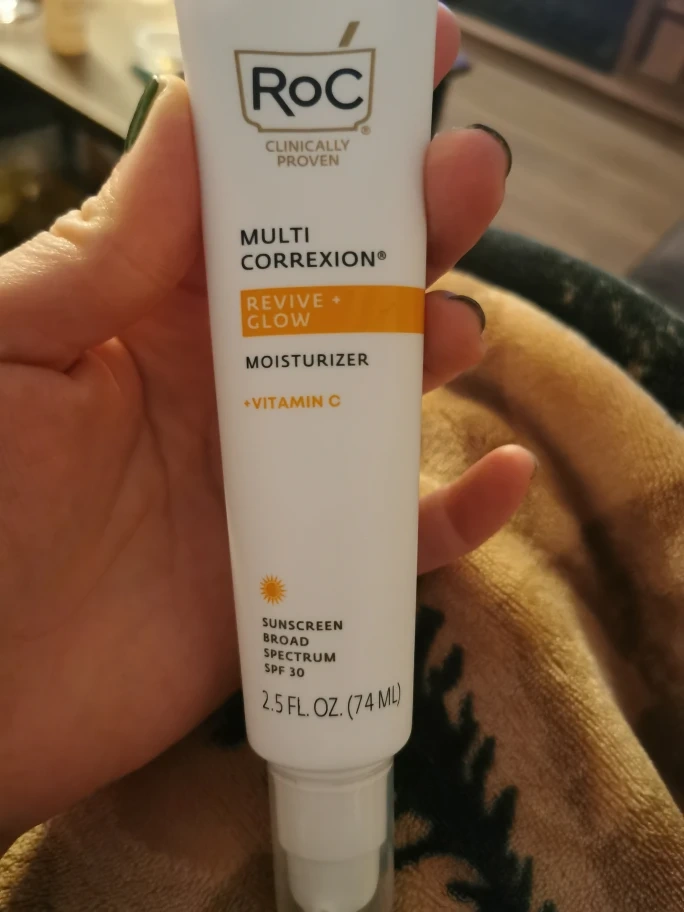 RoC®
CLINICALLY
PROVEN
MULTI
CORREXION®
REVIVE +
GLOW
MOISTURIZER
+VITAMIN C
SUNSCREEN
BROAD
SPECTRUM
SPF 30
2.5 FL. OZ. (74 ML)